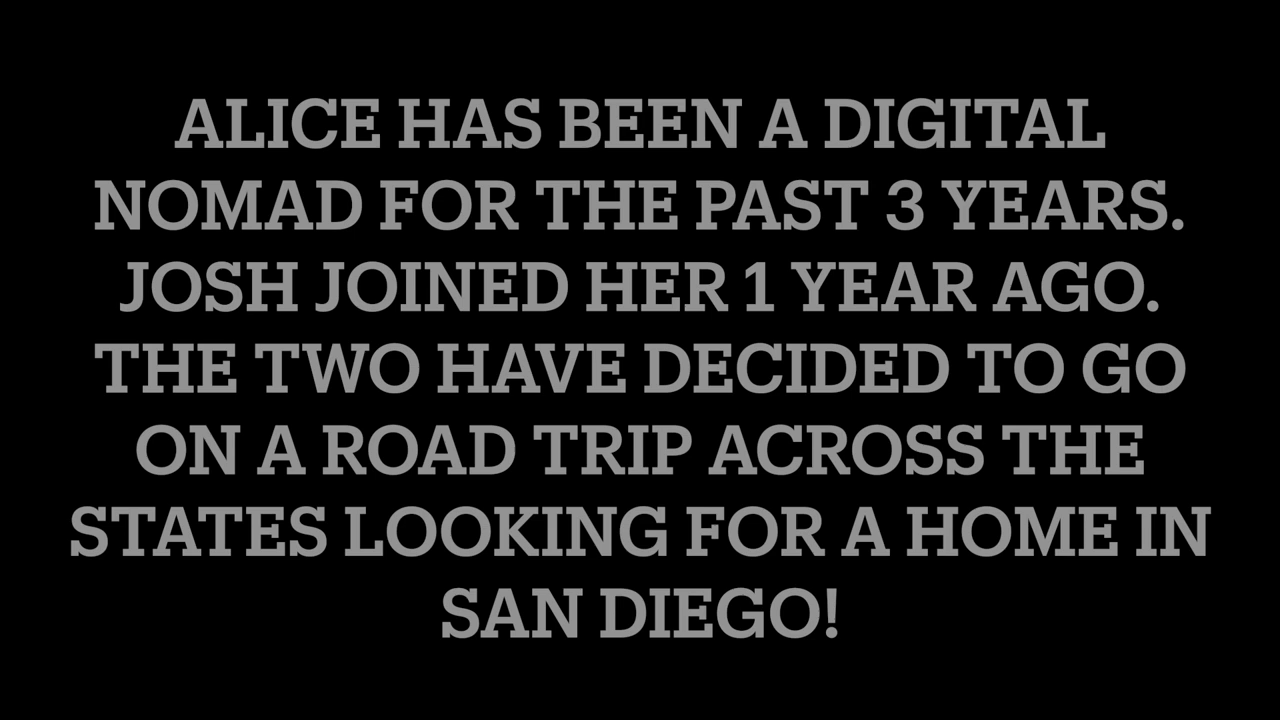 ALICE HAS BEEN A DIGITAL
NOMAD FOR THE PAST 3 YEARS.
JOSH JOINED HER 1 YEAR AGO.
THE TWO HAVE DECIDED TO GO
ON A ROAD TRIP ACROSS THE
STATES LOOKING FOR A HOME IN
SAN DIEGO!